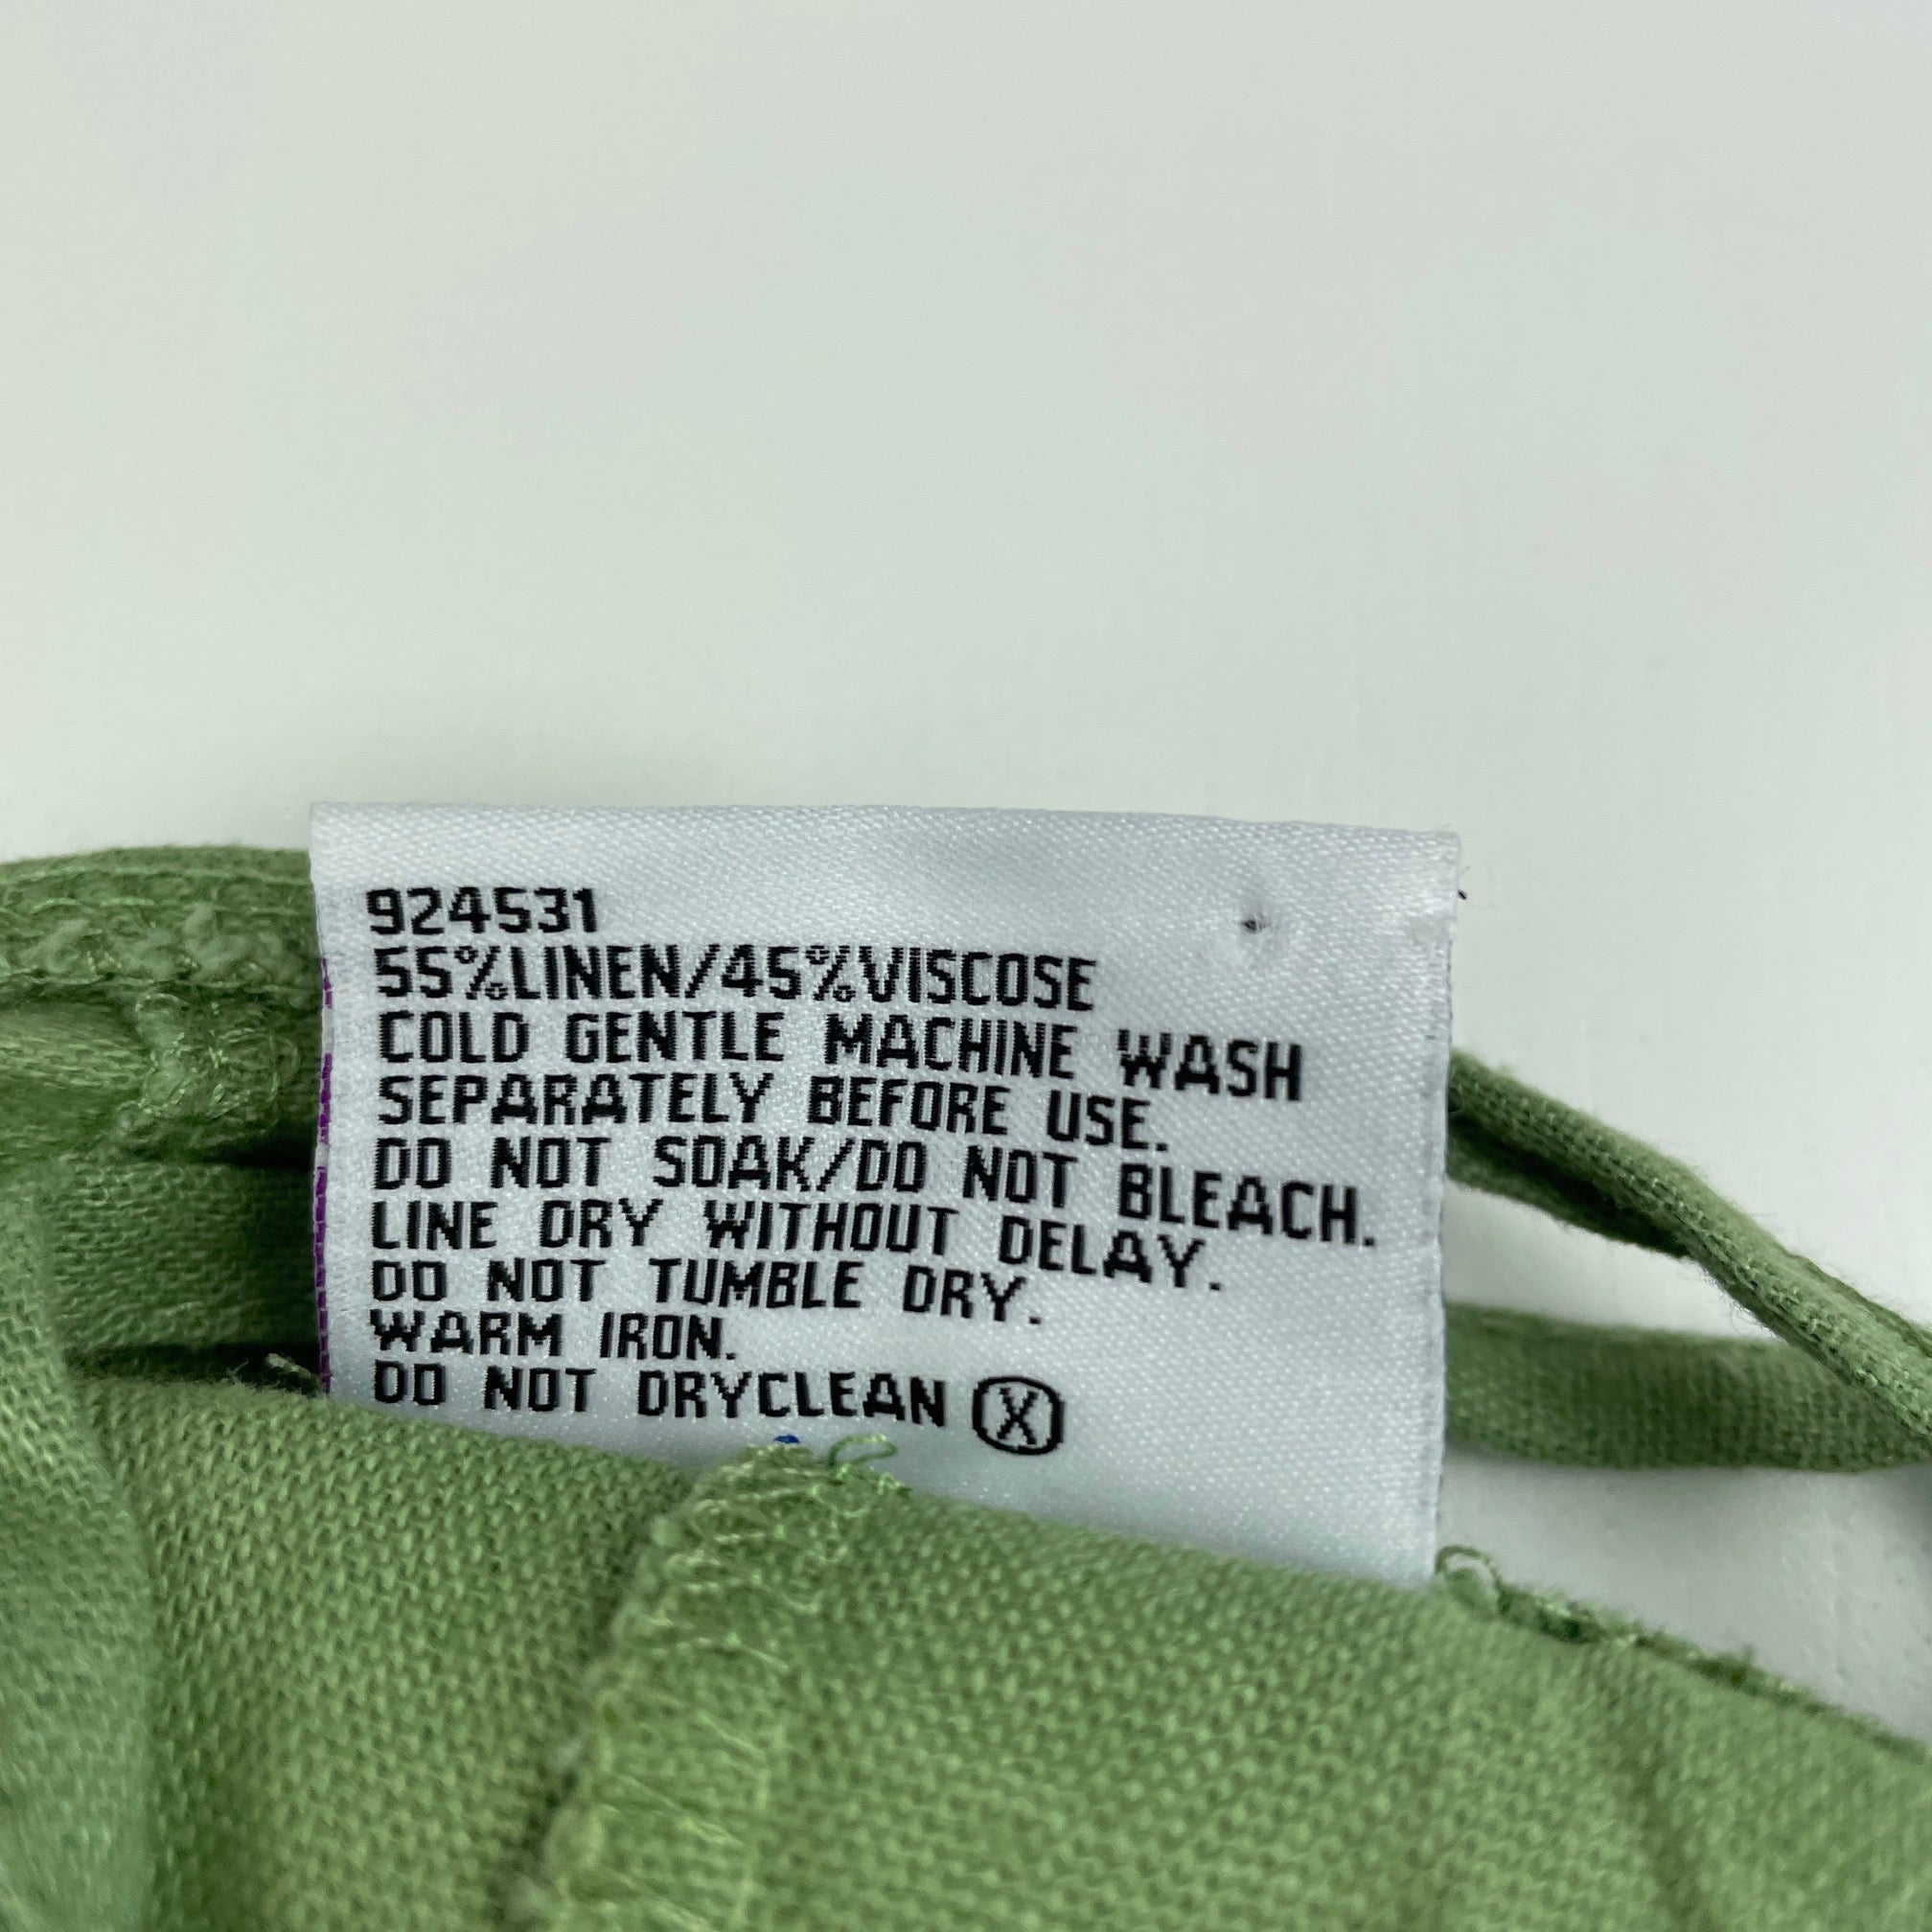 924531
55%LINEN/45%VISCOSE
COLD GENTLE MACHINE WASH
SEPARATELY BEFORE USE.
DO NOT SOAK/DO NOT BLEACH.
LINE DRY WITHOUT DELAY.
DO NOT TUMBLE DRY.
WARM IRON.
DO NOT DRYCLEAN Ⓧ